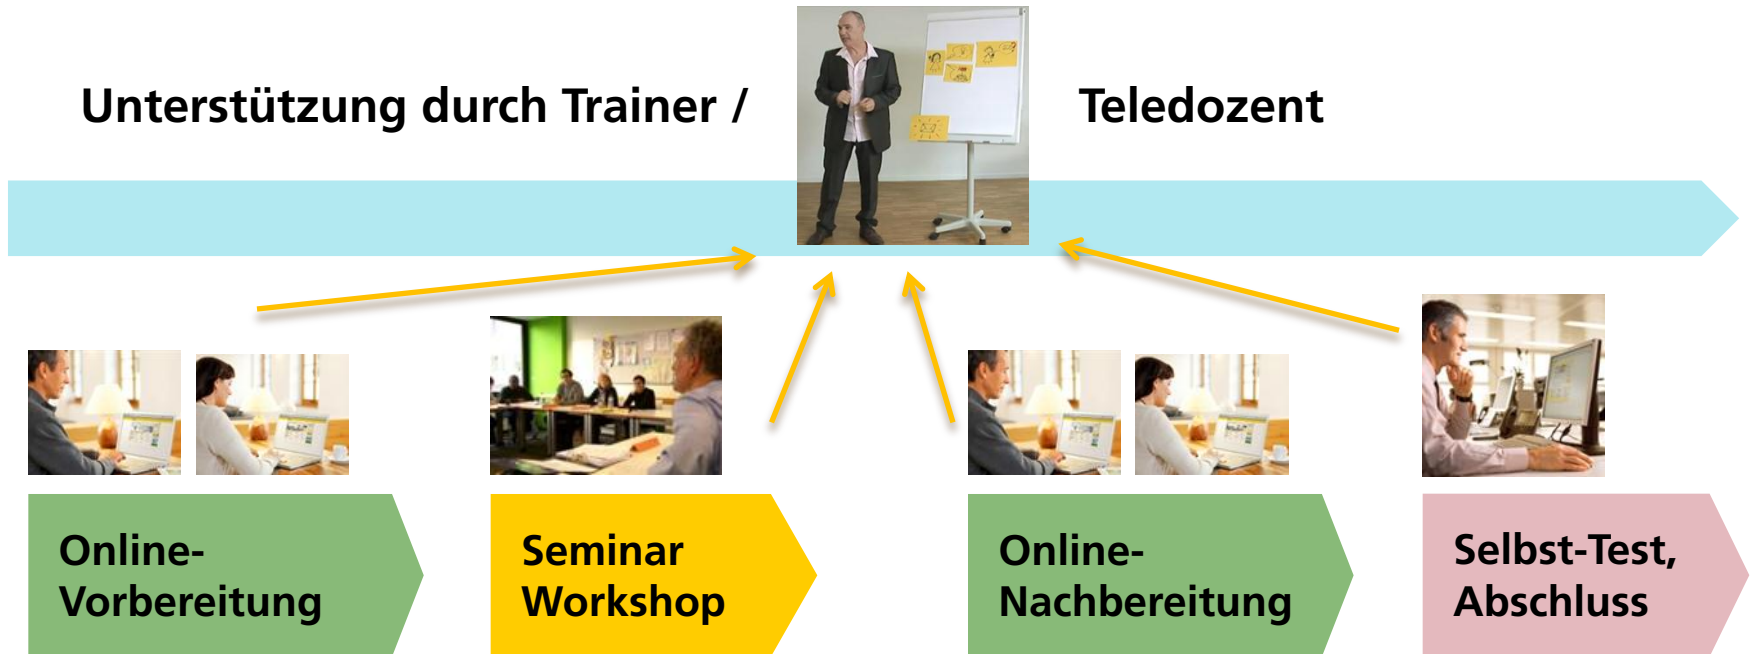 Unterstützung durch Trainer / Teledozent
Online-
Vorbereitung
Seminar
Workshop
Online-
Nachbereitung
Selbst-Test,
Abschluss